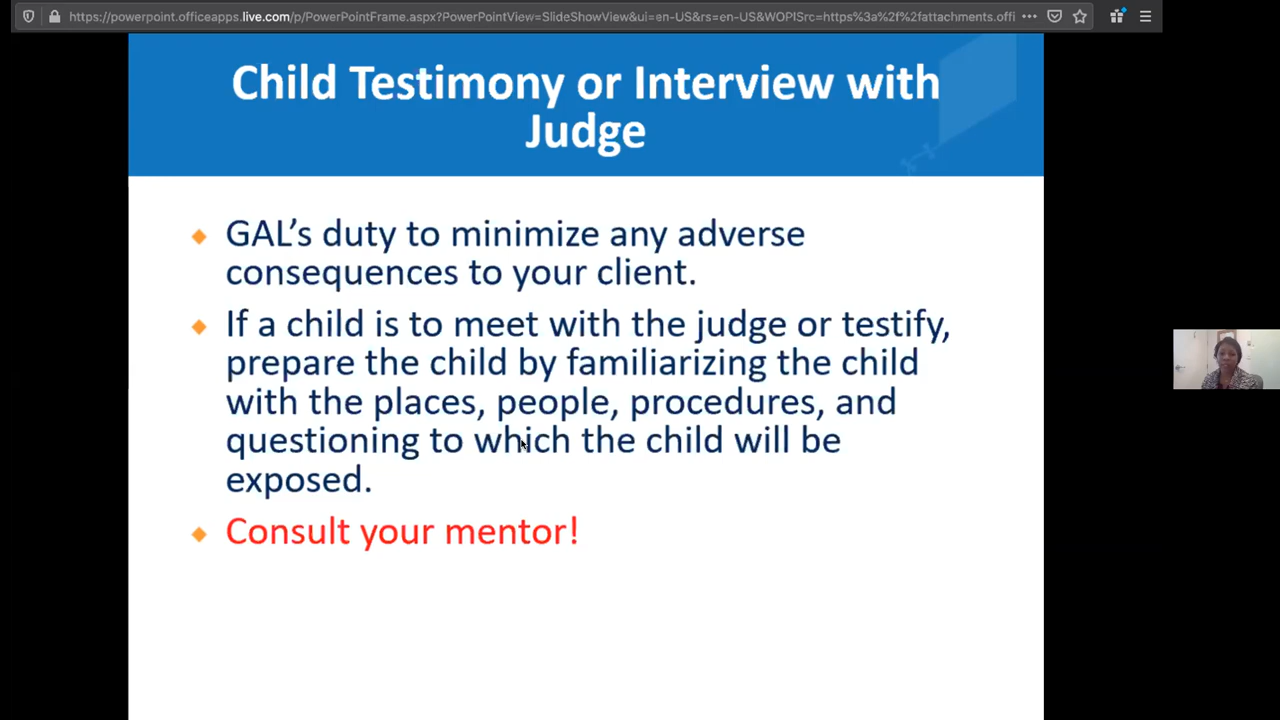 https://powerpoint.officeapps.live.com/p/PowerPointFrame.aspx?PowerPointView=SlideShowView&ui=en-US&rs=en-US&WOPISrc=https%3a%2f%2fattachments.offi
Child Testimony or Interview with
Judge
GAL’s duty to minimize any adverse
consequences to your client.
If a child is to meet with the judge or testify,
prepare the child by familiarizing the child
with the places, people, procedures, and
questioning to which the child will be
exposed.
Consult your mentor!